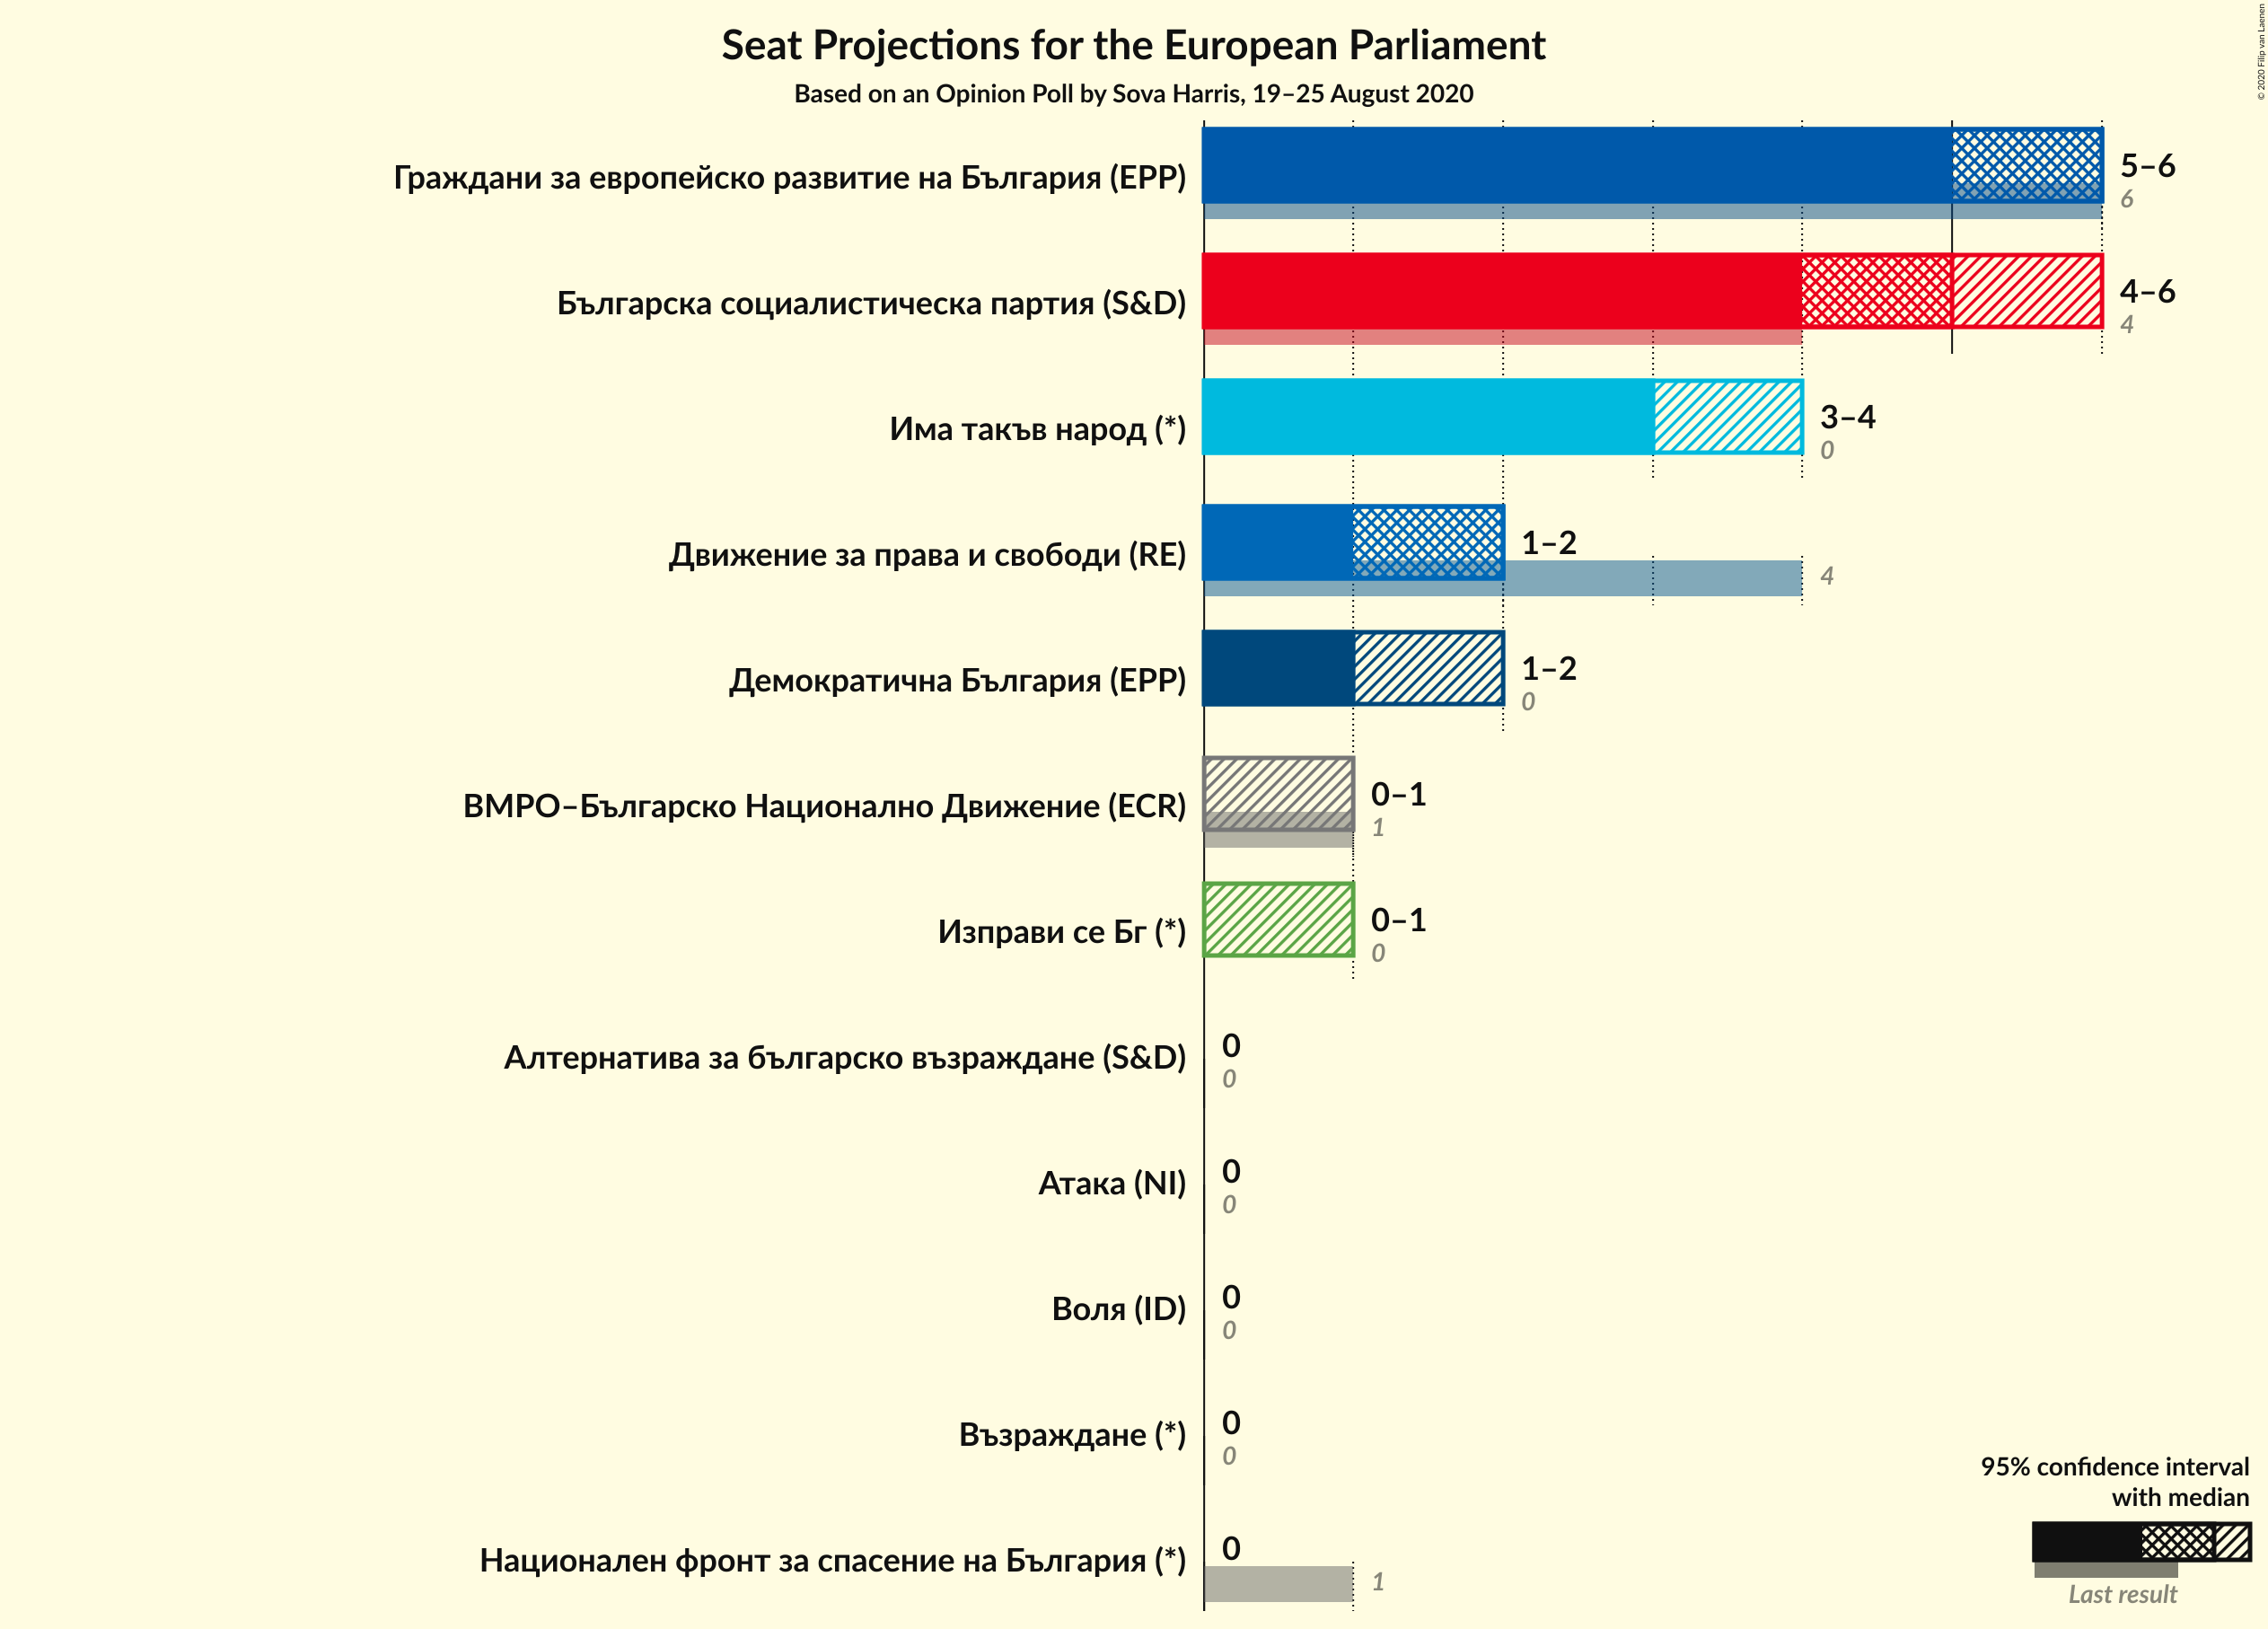 Seat Projections for the European Parliament
Based on an Opinion Poll by Sova Harris, 19–25 August 2020
© 2020 Filip van Laenen
Граждани за европейско развитие на България (EPP)
5–6
6
Българска социалистическа партия (S&D)
4–6
4
Има такъв народ (*)
3–4
0
Движение за права и свободи (RE)
1–2
4
Демократична България (EPP)
1–2
0
ВМРО–Българско Национално Движение (ECR)
0–1
1
Изправи се Бг (*)
0–1
0
Алтернатива за българско възраждане (S&D)
0
0
Атака (NI)
0
0
Воля (ID)
0
0
Възраждане (*)
0
0
Национален фронт за спасение на България (*)
0
1
95% confidence interval
with median
Last result